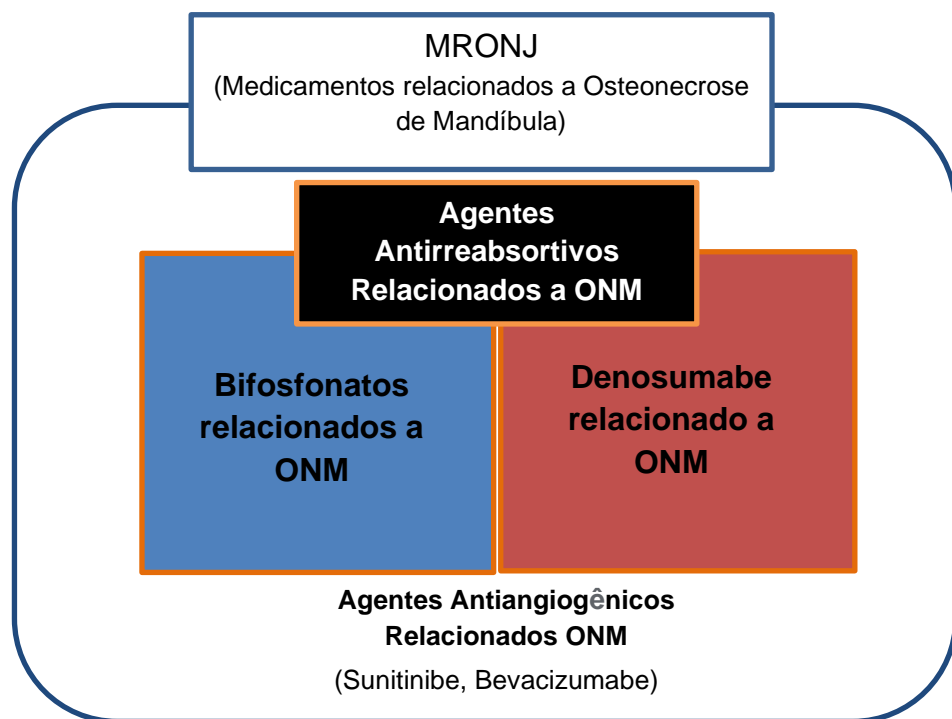 MRONJ
(Medicamentos relacionados a Osteonecrose
de Mandíbula)
Agentes
Antirreabsortivos
Relacionados a ONM
Bifosfonatos
relacionados a
ONM
Denosumabe
relacionado a
ONM
Agentes Antiangiogênicos
Relacionados ONM
(Sunitinibe, Bevacizumabe)